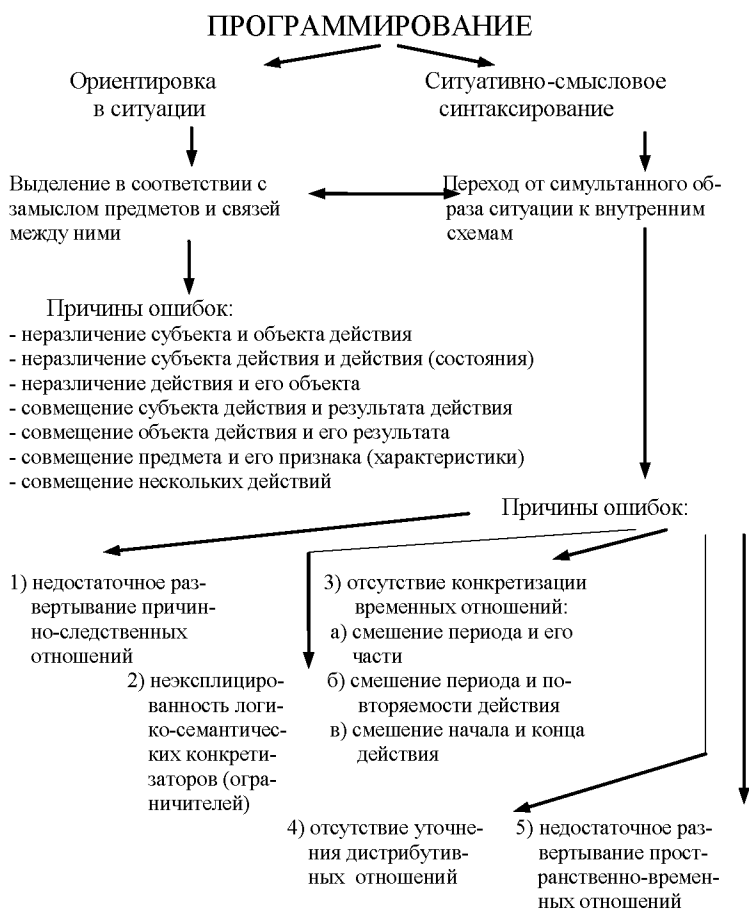 ПРОГРАММИРОВАНИЕ
Ориентировка
в ситуации
Ситуативно-смысловое
синтаксирование
Выделение в соответствии с
замыслом предметов и связей
между ними
Переход от симультанного об-
раза ситуации к внутренним
схемам
Причины ошибок:
- неразличение субъекта и объекта действия
- неразличение субъекта действия и действия (состояния)
- неразличение действия и его объекта
- совмещение субъекта действия и результата действия
- совмещение объекта действия и его результата
- совмещение предмета и его признака (характеристики)
- совмещение нескольких действий
Причины ошибок:
1) недостаточное раз-
вертывание причин-
но-следственных
отношений
2) неэксплициро-
ванность логи-
ко-семантичес-
ких конкрети-
заторов (огра-
ничителей)
3) отсутствие конкретизации
временных отношений:
а) смешение периода и его
части
б) смешение периода и по-
вторяемости действия
в) смешение начала и конца
действия
4) отсутствие уточне-
ния дистрибутив-
ных отношений
5) недостаточное раз-
вертывание прост-
ранственно-времен-
ных отношений